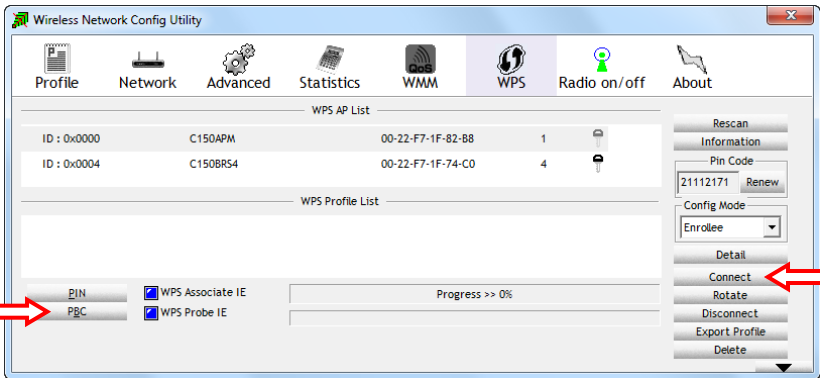 Wireless Network Config Utility
Profile Network Advanced Statistics QoS WMM WPS Radio on/off About
WPS AP List
ID : 0x0000 C150APM 00-22-F7-1F-82-B8 1
ID : 0x0004 C150BRS4 00-22-F7-1F-74-C0 4
WPS Profile List
Rescan
Information
Pin Code
21112171 Renew
Config Mode
Enrollee
Detail
Connect
Rotate
Disconnect
Export Profile
Delete
PIN WPS Associate IE Progress >> 0%
PBC WPS Probe IE